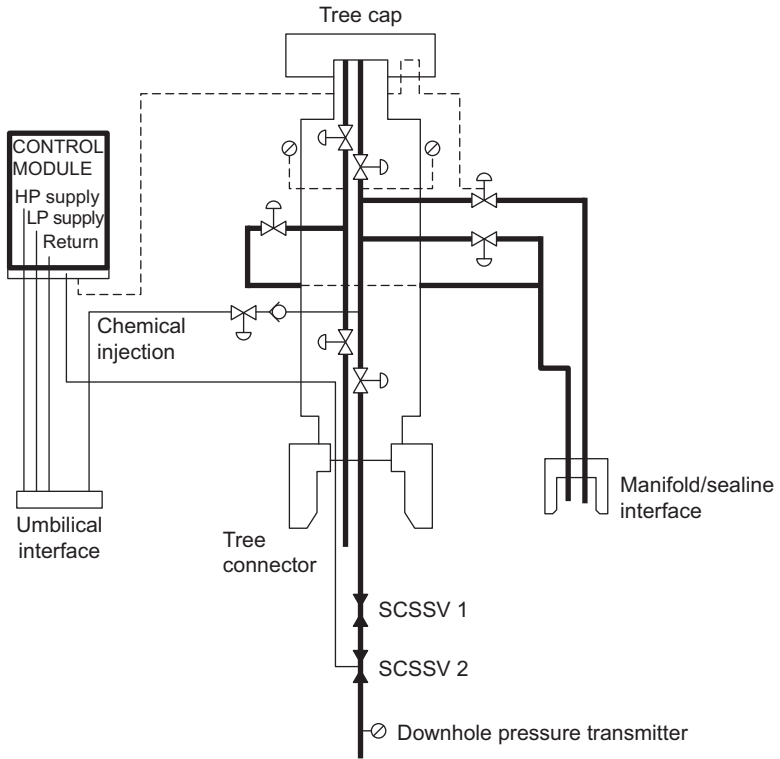 Tree cap
CONTROL
MODULE
HP supply
LP supply
Return
Chemical
injection
Umbilical
interface
Tree
connector
Manifold/sealine
interface
SCSSV 1
SCSSV 2
Downhole pressure transmitter